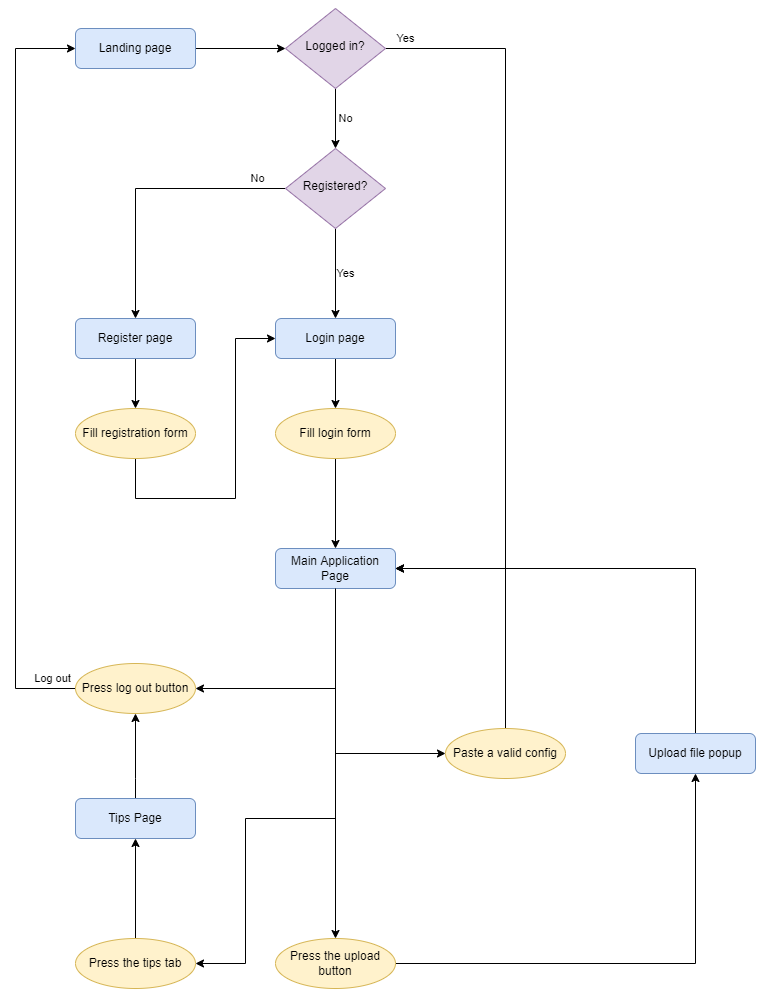 Landing page
Logged in?
Yes
No
Registered?
No
Yes
Register page
Login page
Fill registration form
Fill login form
Main Application
Page
Log out
Press log out button
Paste a valid config
Upload file popup
Tips Page
Press the tips tab
Press the upload
button